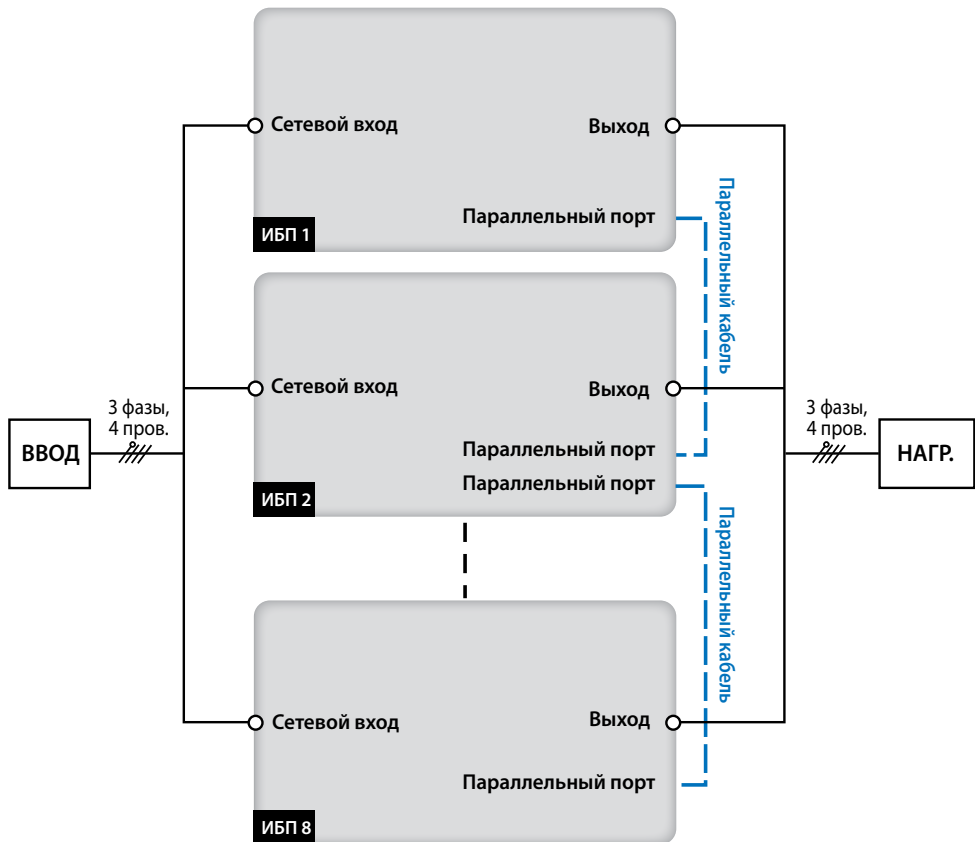 Сетевой вход
Выход
Параллельный порт
ИБП 1
Параллельный кабель
Сетевой вход
Выход
Параллельный порт
Параллельный порт
ИБП 2
ВВОД
3 фазы,
4 пров.
3 фазы,
4 пров.
НАГР.
Параллельный кабель
Сетевой вход
Выход
Параллельный порт
ИБП 8